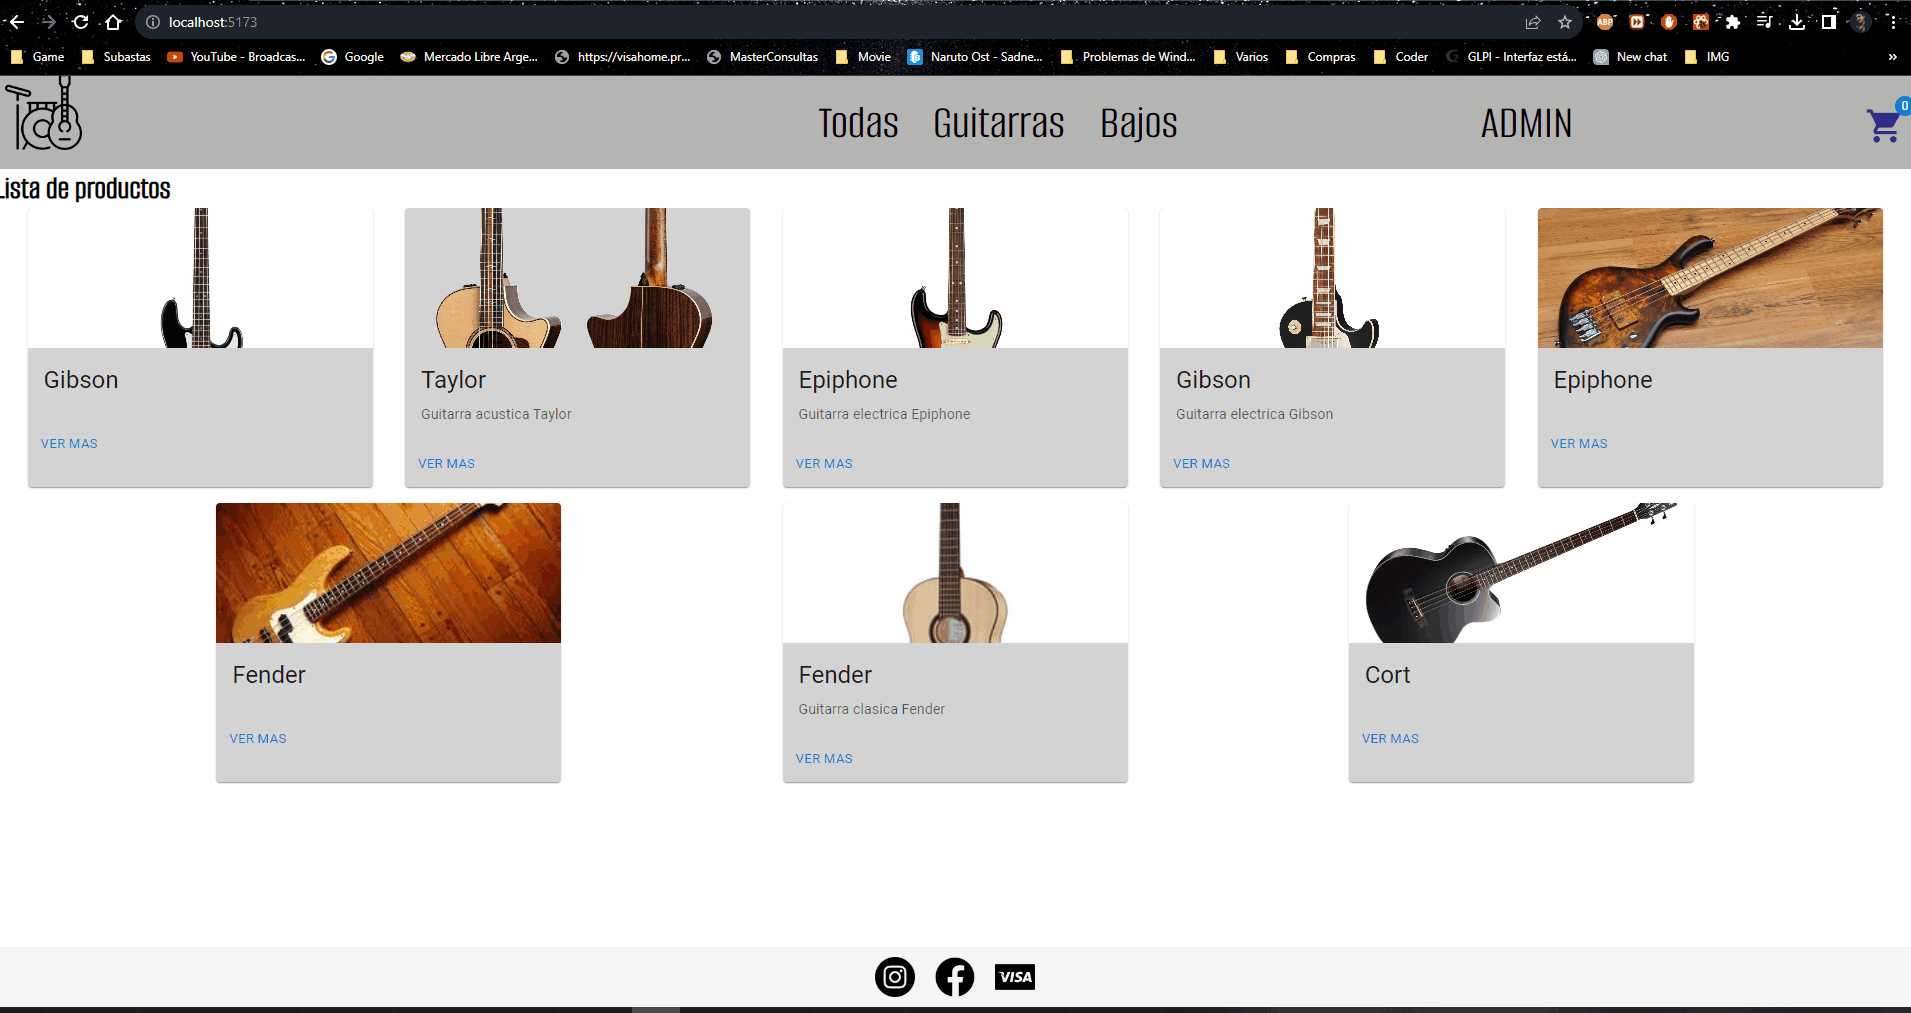 localhost:5173
Game Subastas YouTube - Broadcas... Google Mercado Libre Arge... https://visahome.pr... MasterConsultas Movie Naruto Ost - Sadne... Problemas de Wind... Varios Compras Coder GLPI - Interfaz está... New chat IMG »
Todas Guitarras Bajos ADMIN 0
Lista de productos
Gibson
VER MAS
Taylor
Guitarra acustica Taylor
VER MAS
Epiphone
Guitarra electrica Epiphone
VER MAS
Gibson
Guitarra electrica Gibson
VER MAS
Epiphone
VER MAS
Fender
VER MAS
Fender
Guitarra clasica Fender
VER MAS
Cort
VER MAS
VISA